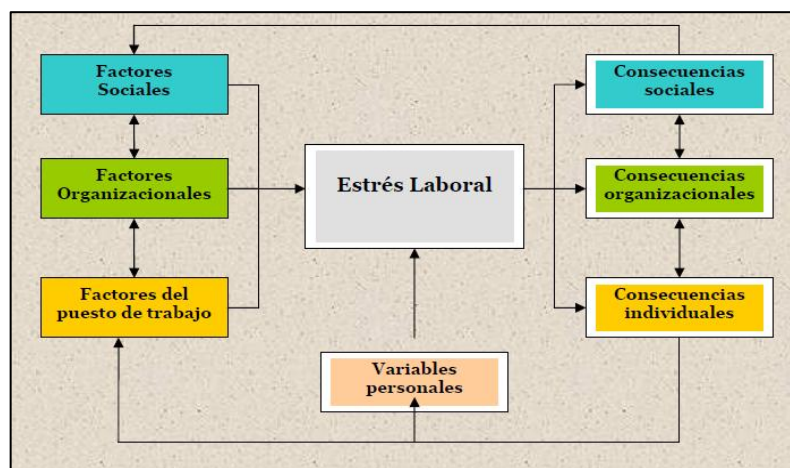 Factores
Sociales
Factores
Organizacionales
Factores del
puesto de trabajo
Estrés Laboral
Variables
personales
Consecuencias
sociales
Consecuencias
organizacionales
Consecuencias
individuales